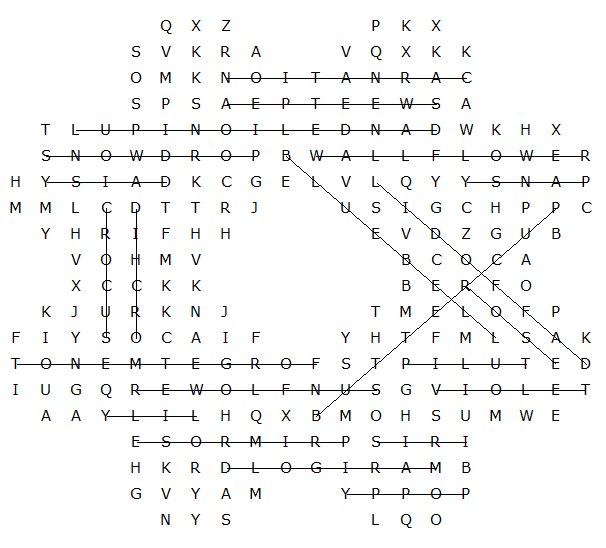 Q X Z P K X
S V K R A V Q X K K
O M K N O I T A N R A C
S P S A E P T E E W S A
T L U P I N O I L E D N A D W K H X
S N O W D R O P B W A L L F L O W E R
H Y S I A D K C G E L V L Q Y Y S N A P
M M L C D T T R J U S I G C H P P C
Y H R I F H H E V D Z G U B
V O H M V B C O C A
X C C K K B E R F O
K J U R K N J T M E L O F P
F I Y S O C A I F Y H T F M L S A K
T O N E M T E G R O F S T P I L U T E D
I U G Q R E W O L F N U S G V I O L E T
A A Y L I L H Q X B M O H S U M W E
E S O R M I R P S I R I
H K R D L O G I R A M B
G V Y A M Y P P O P
N Y S L Q O